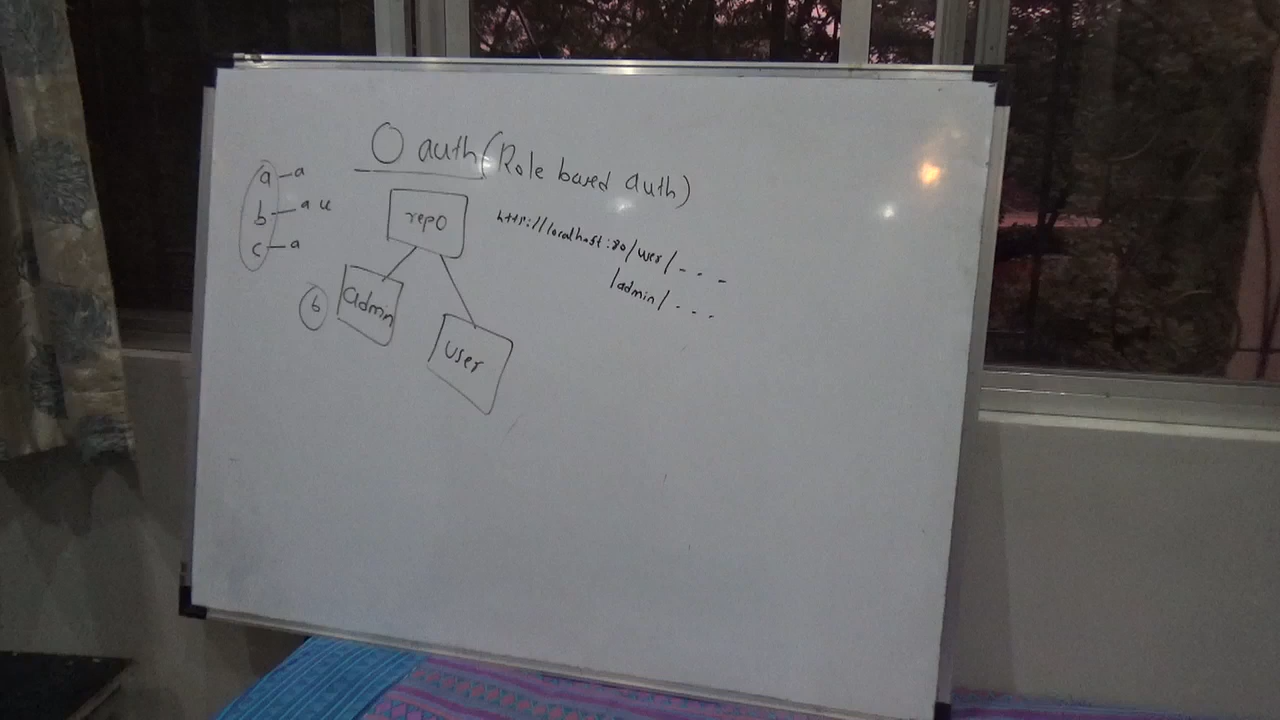 O auth (Role based auth)
a - a
b - a u
c - a
repo
http://localhost:80/user/ - - -
/admin/ - - -
b
admin
user